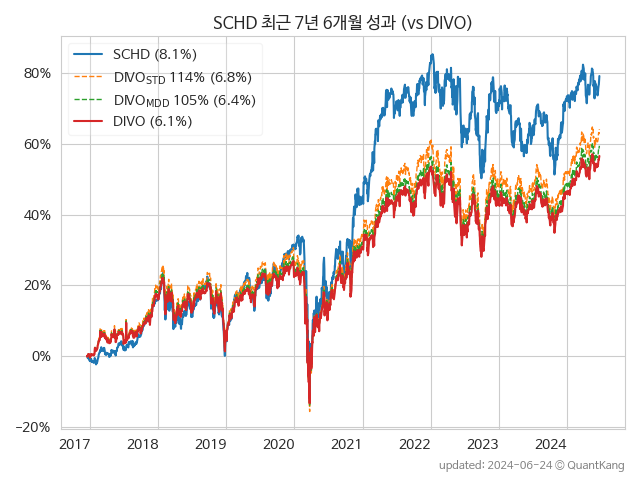 SCHD 최근 7년 6개월 성과 (vs DIVO)
SCHD (8.1%)
DIVO_STD 114% (6.8%)
DIVO_MDD 105% (6.4%)
DIVO (6.1%)
80%
60%
40%
20%
0%
−20%
2017 2018 2019 2020 2021 2022 2023 2024
updated: 2024-06-24 © QuantKang